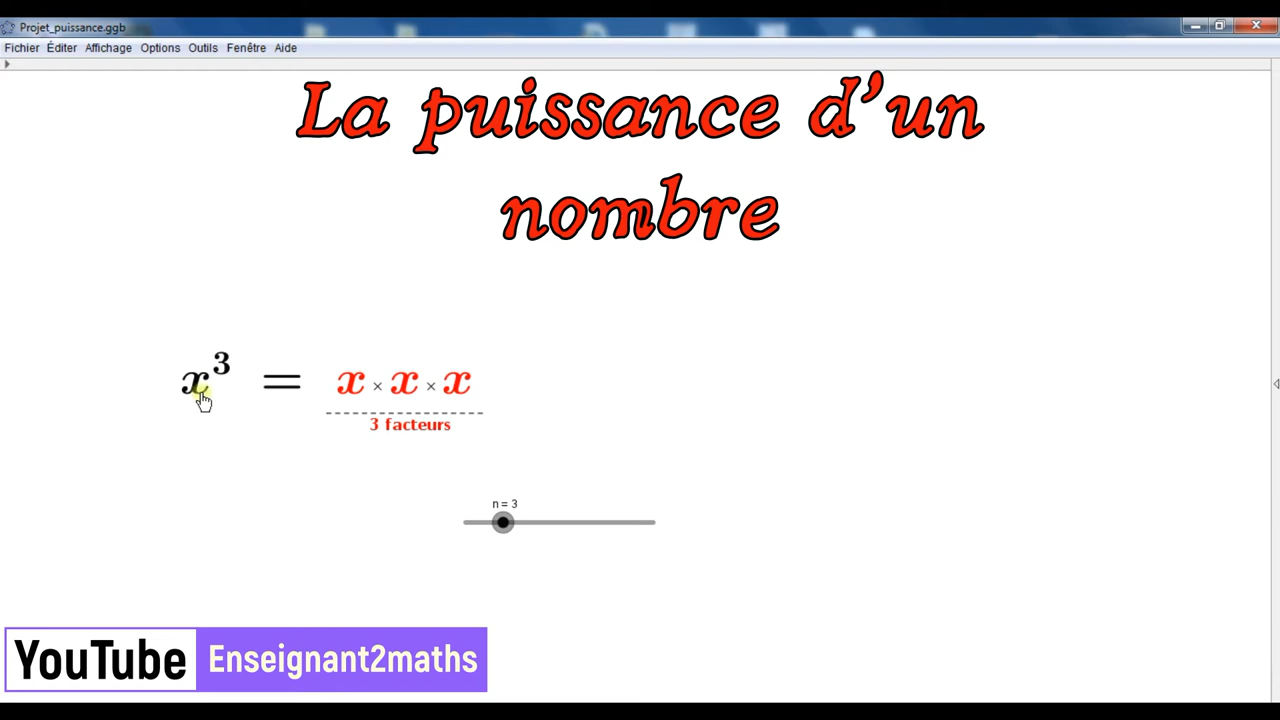 Projet_puissance.ggb
Fichier Éditer Affichage Options Outils Fenêtre Aide
La puissance d'un
nombre
x³ = x × x × x
3 facteurs
n = 3
YouTube Enseignant2maths